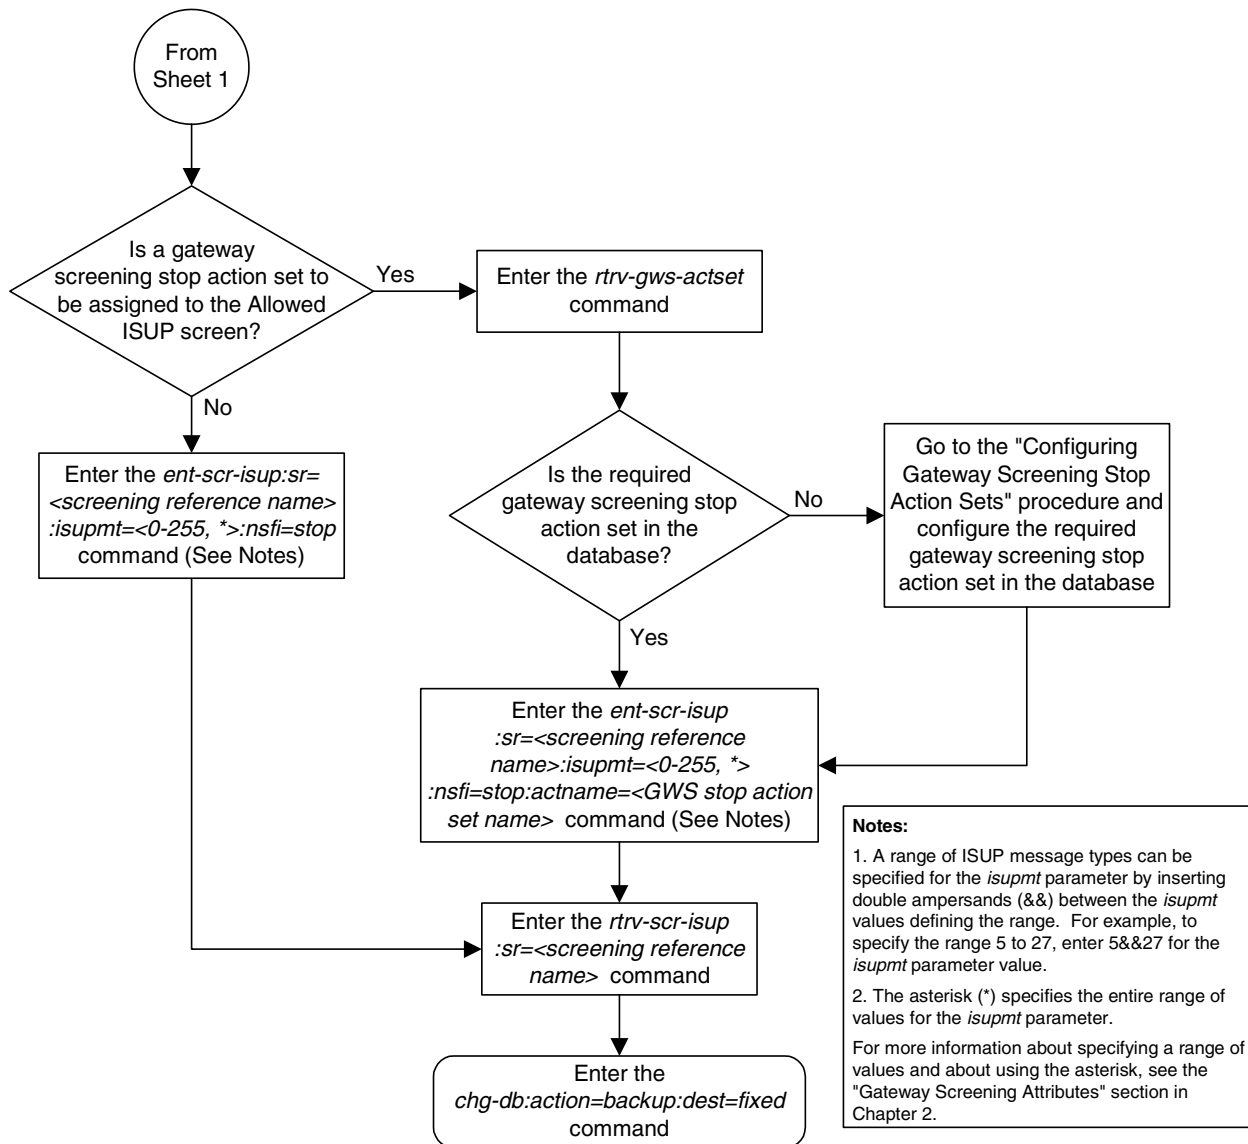 From
Sheet 1
Is a gateway
screening stop action set to
be assigned to the Allowed
ISUP screen?
Yes
No
Enter the rtrv-gws-actset
command
Enter the ent-scr-isup:sr=
<screening reference name>
:isupmt=<0-255, *>:nsfi=stop
command (See Notes)
Is the required
gateway screening stop
action set in the
database?
No
Yes
Go to the "Configuring
Gateway Screening Stop
Action Sets" procedure and
configure the required
gateway screening stop
action set in the database
Enter the ent-scr-isup
:sr=<screening reference
name>:isupmt=<0-255, *>
:nsfi=stop:actname=<GWS stop action
set name> command (See Notes)
Enter the rtrv-scr-isup
:sr=<screening reference
name> command
Enter the
chg-db:action=backup:dest=fixed
command
Notes:
1. A range of ISUP message types can be
specified for the isupmt parameter by inserting
double ampersands (&&) between the isupmt
values defining the range. For example, to
specify the range 5 to 27, enter 5&&27 for the
isupmt parameter value.
2. The asterisk (*) specifies the entire range of
values for the isupmt parameter.
For more information about specifying a range of
values and about using the asterisk, see the
"Gateway Screening Attributes" section in
Chapter 2.